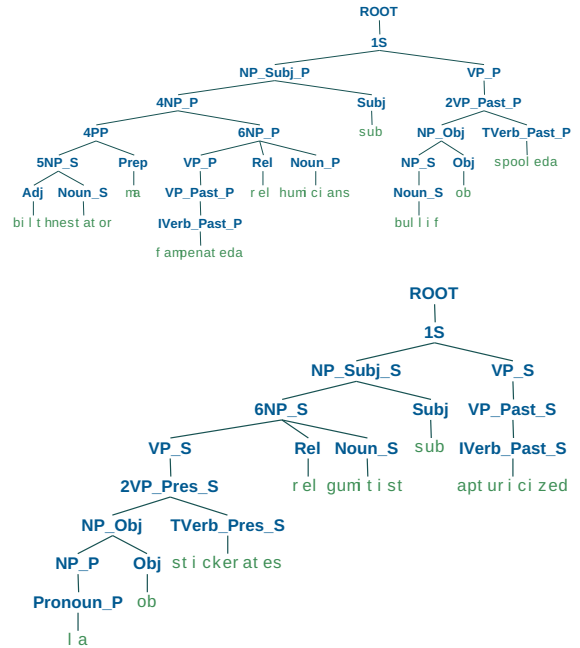 ROOT
1S
NP_Subj_P VP_P
4NP_P Subj 2VP_Past_P
4PP 6NP_P sub NP_Obj TVerb_Past_P
5NP_S Prep VP_P Rel Noun_P NP_S Obj spooleda
Adj Noun_S ma VP_Past_P rel humicians Noun_S ob
bilt hnestator IVerb_Past_P bullif
fampenateda
ROOT
1S
NP_Subj_S VP_S
6NP_S Subj VP_Past_S
VP_S Rel Noun_S sub IVerb_Past_S
2VP_Pres_S rel gumitist apturicized
NP_Obj TVerb_Pres_S
NP_P Obj stickerates
Pronoun_P ob
la